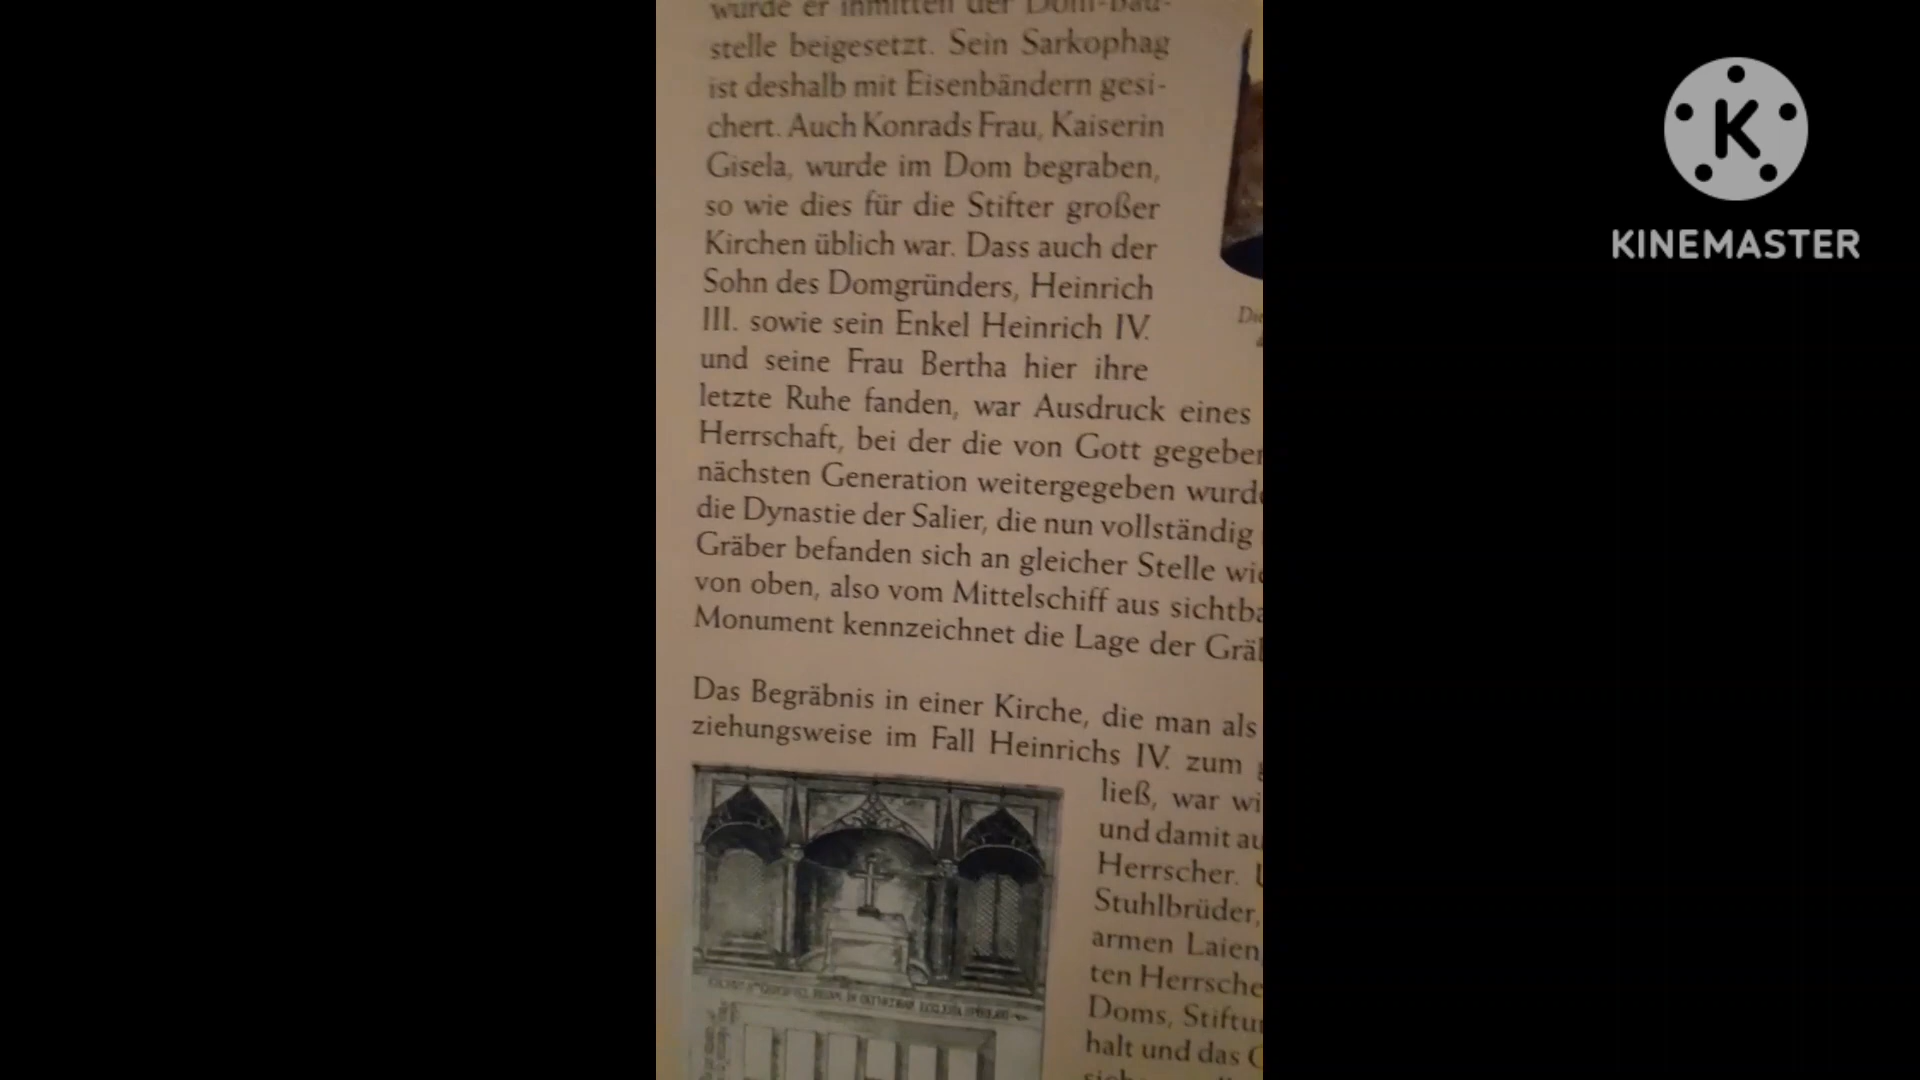 wurde er inmitten der Dom-Bau-
stelle beigesetzt. Sein Sarkophag
ist deshalb mit Eisenbändern gesi-
chert. Auch Konrads Frau, Kaiserin
Gisela, wurde im Dom begraben,
so wie dies für die Stifter großer
Kirchen üblich war. Dass auch der
Sohn des Domgründers, Heinrich
III. sowie sein Enkel Heinrich IV.
und seine Frau Bertha hier ihre
letzte Ruhe fanden, war Ausdruck eines
Herrschaft, bei der die von Gott gegeben
nächsten Generation weitergegeben wurde
die Dynastie der Salier, die nun vollständig
Gräber befanden sich an gleicher Stelle wie
von oben, also vom Mittelschiff aus sichtba
Monument kennzeichnet die Lage der Gräb
Das Begräbnis in einer Kirche, die man als
ziehungsweise im Fall Heinrichs IV. zum
ließ, war wi
und damit au
Herrscher.
Stuhlbrüder,
armen Laien,
ten Herrsche
Doms, Stiftun
halt und das
Die
KINEMASTER